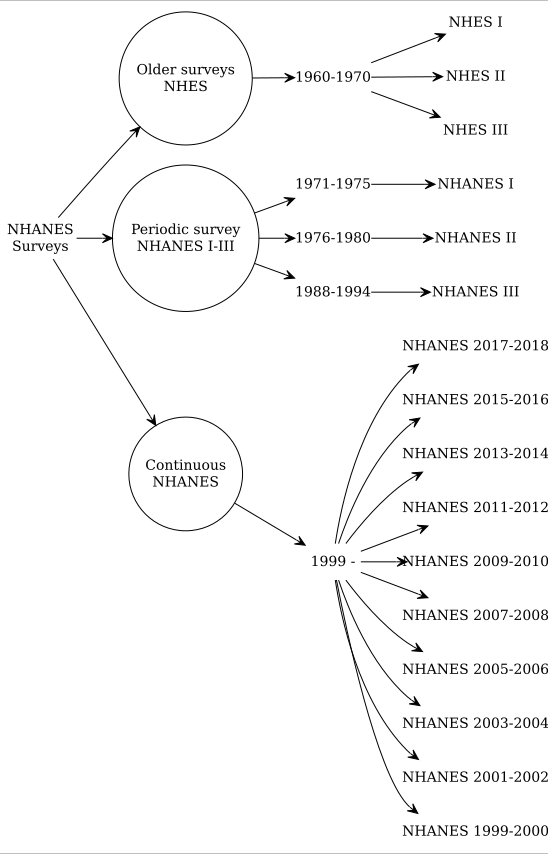 NHANES
Surveys
Older surveys
NHES
1960-1970
NHES I
NHES II
NHES III
Periodic survey
NHANES I-III
1971-1975
NHANES I
1976-1980
NHANES II
1988-1994
NHANES III
Continuous
NHANES
1999 -
NHANES 2017-2018
NHANES 2015-2016
NHANES 2013-2014
NHANES 2011-2012
NHANES 2009-2010
NHANES 2007-2008
NHANES 2005-2006
NHANES 2003-2004
NHANES 2001-2002
NHANES 1999-2000